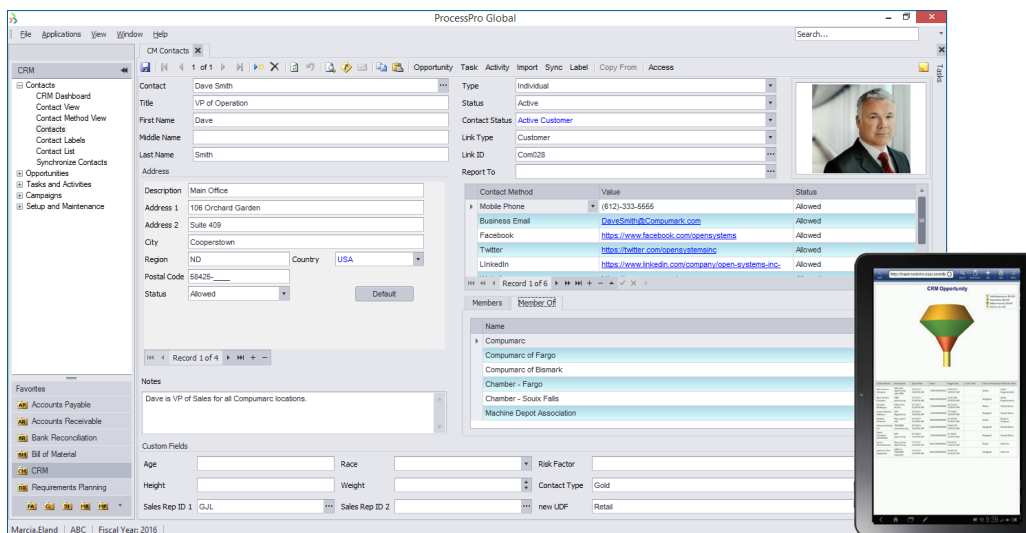 ProcessPro Global
File Applications View Window Help
Search...
CM Contacts
CRM
1 of 1
Opportunity Task Activity Import Sync Label Copy From Access
Tasks
Contacts
CRM Dashboard
Contact View
Contact Method View
Contacts
Contact Labels
Contact List
Synchronize Contacts
Opportunities
Tasks and Activities
Campaigns
Setup and Maintenance
Contact Dave Smith
Title VP of Operation
First Name Dave
Middle Name
Last Name Smith
Type Individual
Status Active
Contact Status Active Customer
Link Type Customer
Link ID Com028
Report To
Address
Description Main Office
Address 1 106 Orchard Garden
Address 2 Suite 409
City Cooperstown
Region ND Country USA
Postal Code 58425-____
Status Allowed Default
Record 1 of 4
Contact Method Value Status
Mobile Phone (612)-333-5555 Allowed
Business Email DaveSmith@Compumark.com Allowed
Facebook https://www.facebook.com/opensystems Allowed
Twitter https://twitter.com/opensystemsinc Allowed
LinkedIn https://www.linkedin.com/company/open-systems-inc- Allowed
Record 1 of 6
Members Member Of
Name
Compumarc
Compumarc of Fargo
Compumarc of Bismark
Chamber - Fargo
Chamber - Souix Falls
Machine Depot Association
Notes
Dave is VP of Sales for all Compumarc locations.
Custom Fields
Age Race Risk Factor
Height Weight Contact Type Gold
Sales Rep ID 1 GJL Sales Rep ID 2 new UDF Retail
Favorites
AP Accounts Payable
AR Accounts Receivable
BR Bank Reconciliation
BM Bill of Material
CM CRM
DR Requirements Planning
Marcia.Eland ABC Fiscal Year: 2016
CRM Opportunity
9:39